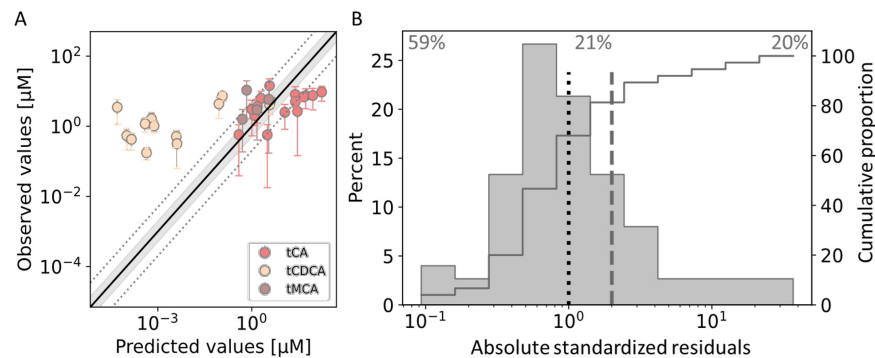 A
B
Observed values [μM]
10²
10⁰
10⁻²
10⁻⁴
10⁻³
10⁰
Predicted values [μM]
tCA
tCDCA
tMCA
59%
21%
20%
Percent
25
20
15
10
5
0
10⁻¹
10⁰
10¹
Absolute standardized residuals
100
80
60
40
20
0
Cumulative proportion